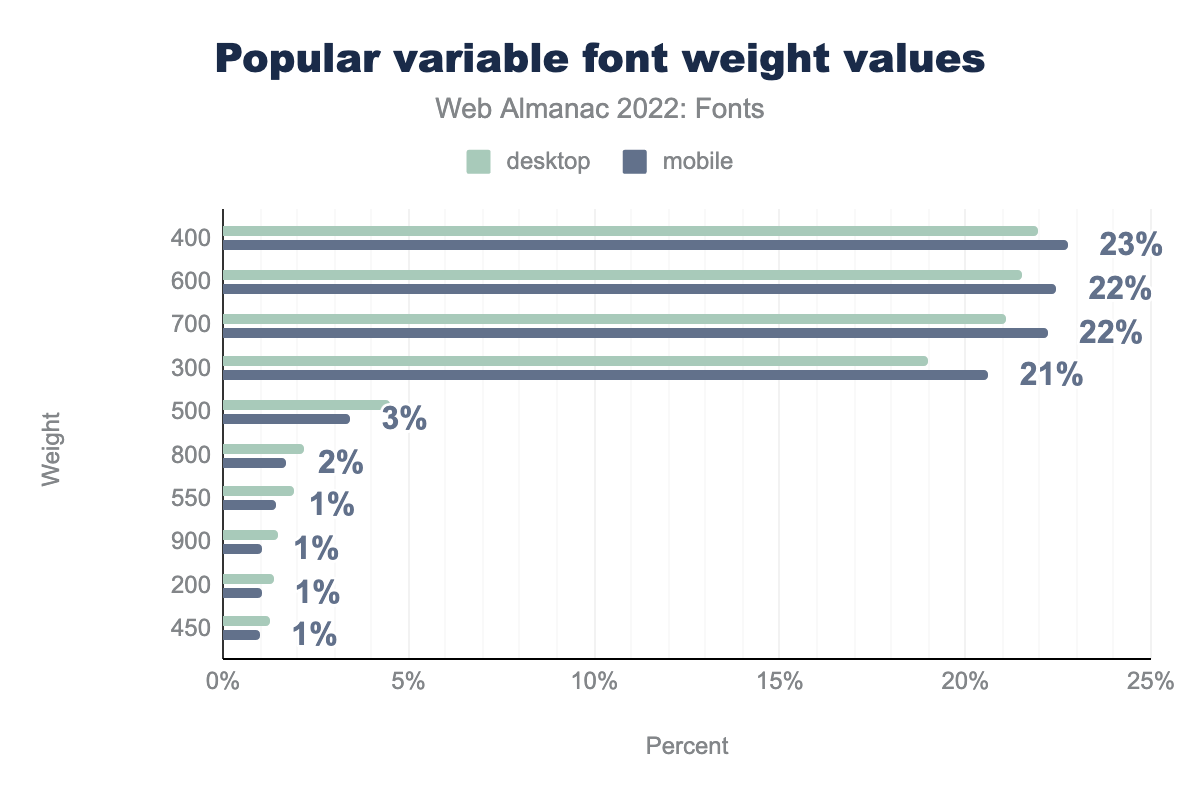 Popular variable font weight values
Web Almanac 2022: Fonts
desktop mobile
400 23%
600 22%
700 22%
300 21%
500 3%
800 2%
550 1%
900 1%
200 1%
450 1%
Weight
0% 5% 10% 15% 20% 25%
Percent